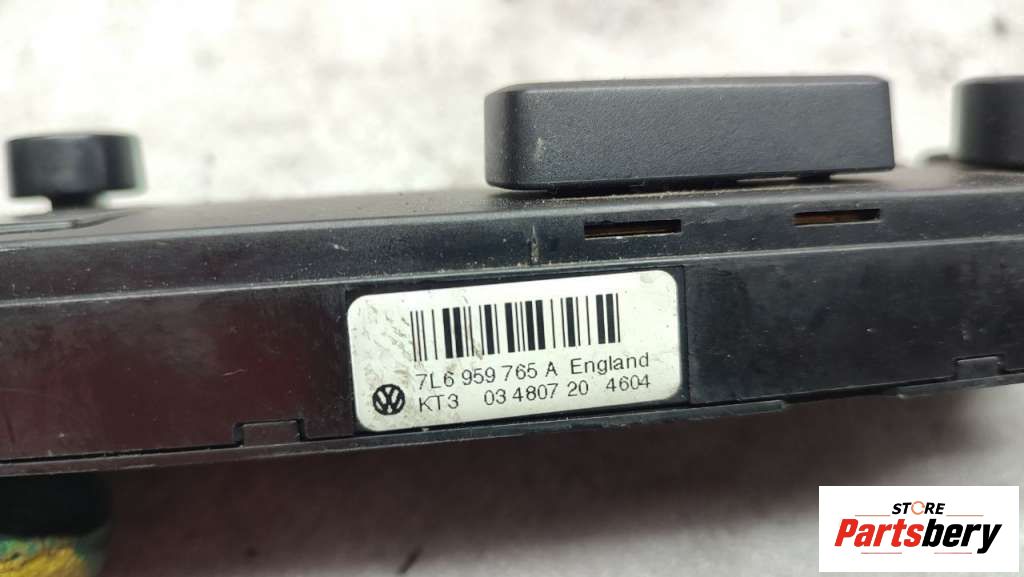 7L6 959 765 A England
KT3 03 4807 20 4604
STORE
Partsbery